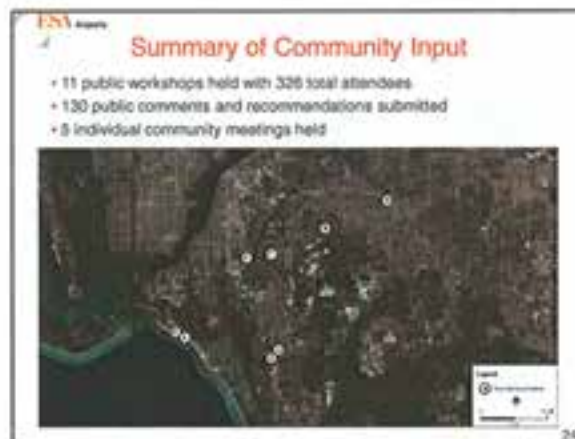 ESA Airports
Summary of Community Input
• 11 public workshops held with 326 total attendees
• 130 public comments and recommendations submitted
• 5 individual community meetings held
Legend